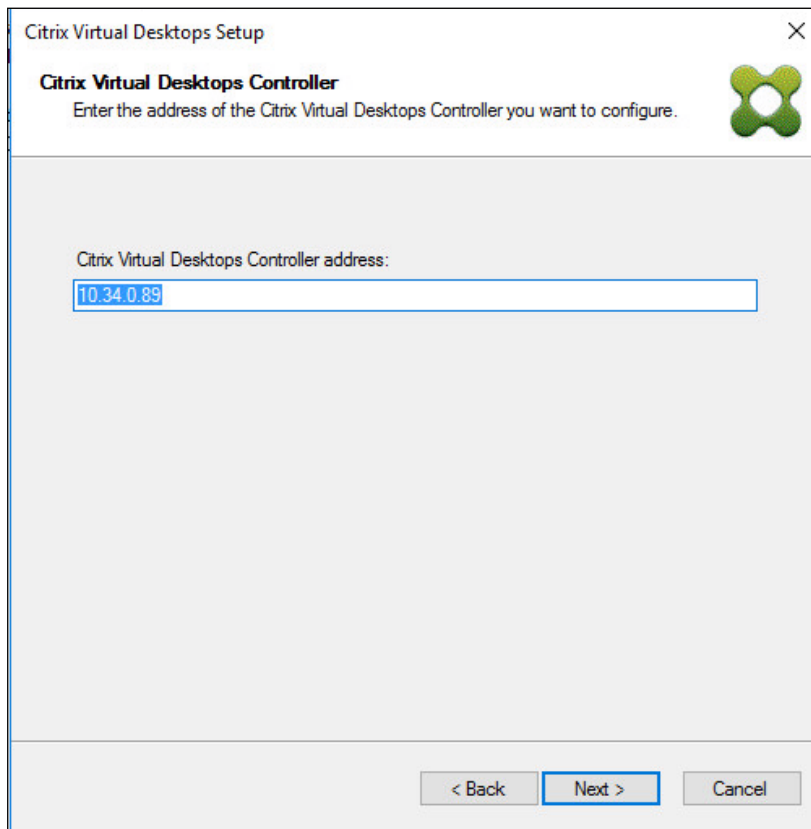 Citrix Virtual Desktops Setup
Citrix Virtual Desktops Controller
Enter the address of the Citrix Virtual Desktops Controller you want to configure.
Citrix Virtual Desktops Controller address:
10.34.0.89
< Back Next > Cancel